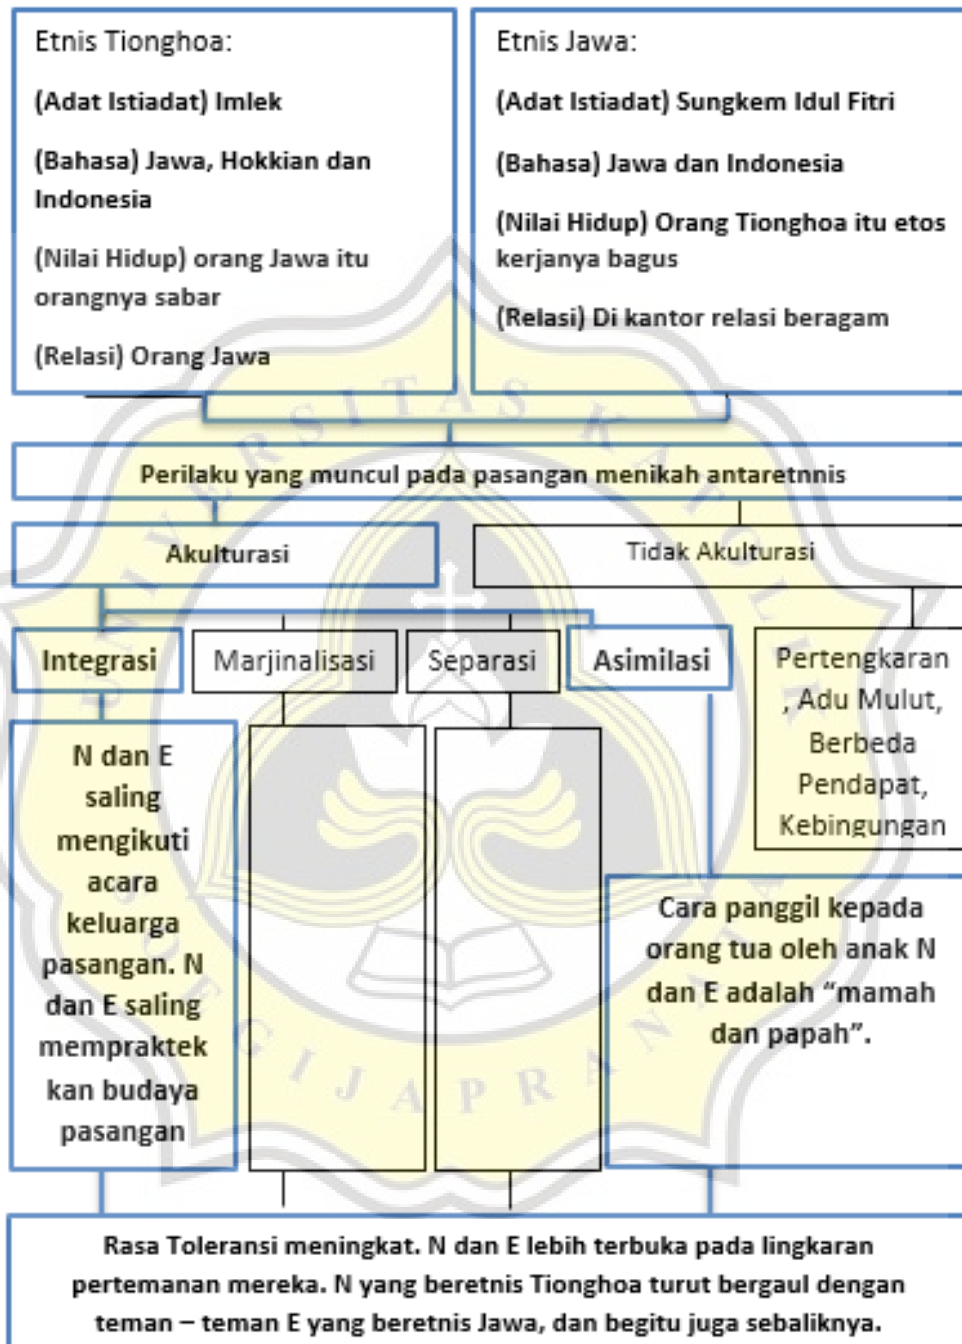 Etnis Tionghoa:
(Adat Istiadat) Imlek
(Bahasa) Jawa, Hokkian dan
Indonesia
(Nilai Hidup) orang Jawa itu
orangnya sabar
(Relasi) Orang Jawa
Etnis Jawa:
(Adat Istiadat) Sungkem Idul Fitri
(Bahasa) Jawa dan Indonesia
(Nilai Hidup) Orang Tionghoa itu etos
kerjanya bagus
(Relasi) Di kantor relasi beragam
Perilaku yang muncul pada pasangan menikah antaretnnis
Akulturasi
Tidak Akulturasi
Integrasi
Marjinalisasi
Separasi
Asimilasi
Pertengkaran
, Adu Mulut,
Berbeda
Pendapat,
Kebingungan
N dan E
saling
mengikuti
acara
keluarga
pasangan. N
dan E saling
mempraktek
kan budaya
pasangan
Cara panggil kepada
orang tua oleh anak N
dan E adalah “mamah
dan papah”.
Rasa Toleransi meningkat. N dan E lebih terbuka pada lingkaran
pertemanan mereka. N yang beretnis Tionghoa turut bergaul dengan
teman – teman E yang beretnis Jawa, dan begitu juga sebaliknya.
UNIVERSITAS KATOLIK
SOEGIJAPRANATA